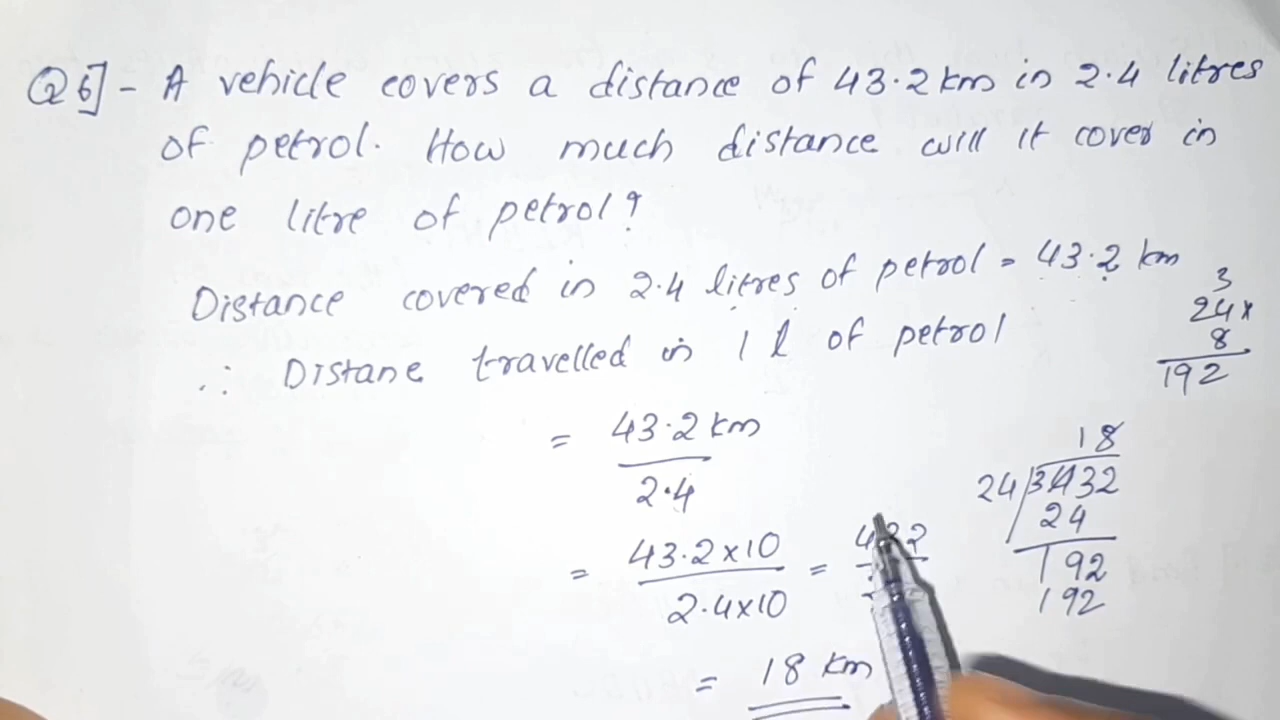 Q6]- A vehicle covers a distance of 43.2 km in 2.4 litres
of petrol. How much distance will it cover in
one litre of petrol?
Distance covered in 2.4 litres of petrol = 43.2 km
∴ Distane travelled in 1 l of petrol
= 43.2 km
2.4
= 43.2 x 10 =
2.4 x 10
= 18 km
3
24 x
8
192
18
24
432
24
192
192